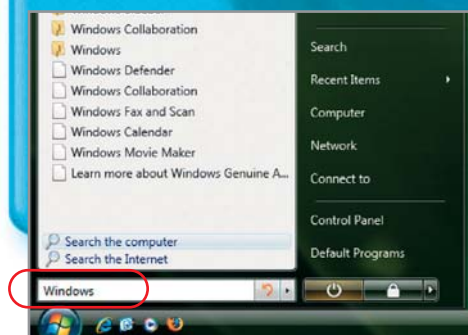 Windows Collaboration
Windows
Windows Defender
Windows Collaboration
Windows Fax and Scan
Windows Calendar
Windows Movie Maker
Learn more about Windows Genuine A...
Search the computer
Search the Internet
Windows
Search
Recent Items
Computer
Network
Connect to
Control Panel
Default Programs